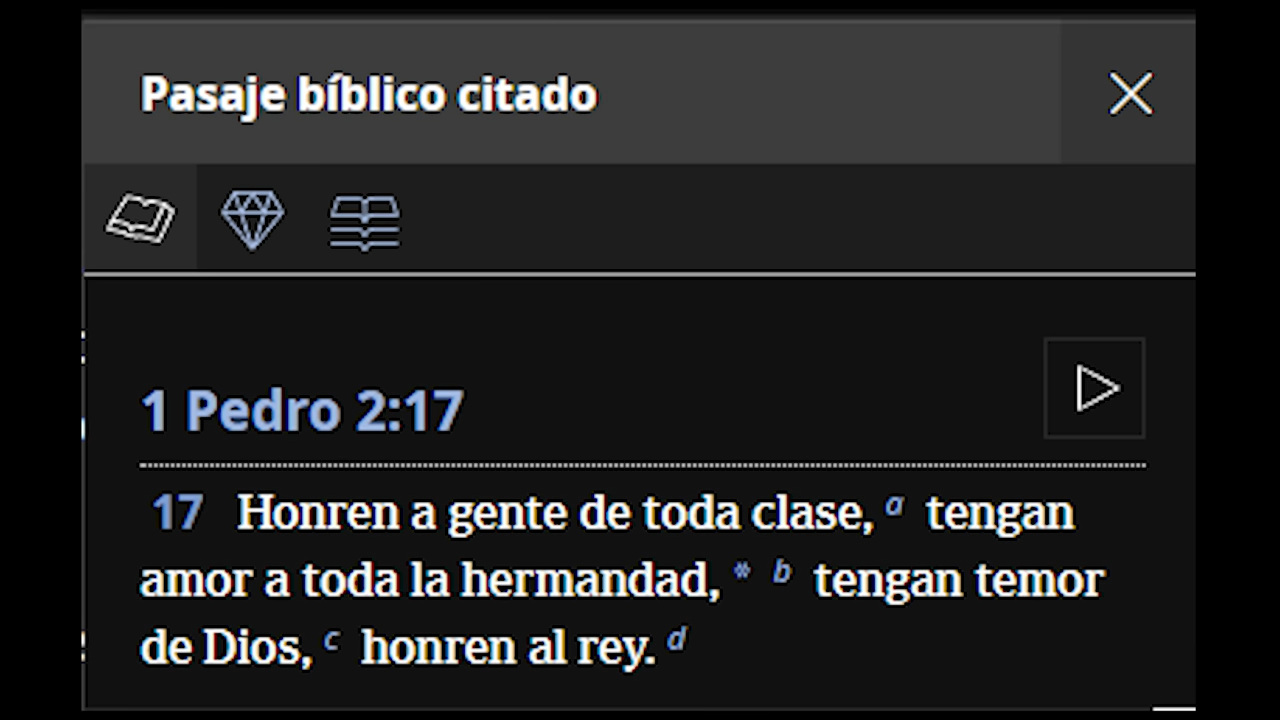 Pasaje bíblico citado
1 Pedro 2:17
17 Honren a gente de toda clase, a tengan
amor a toda la hermandad, * b tengan temor
de Dios, c honren al rey. d